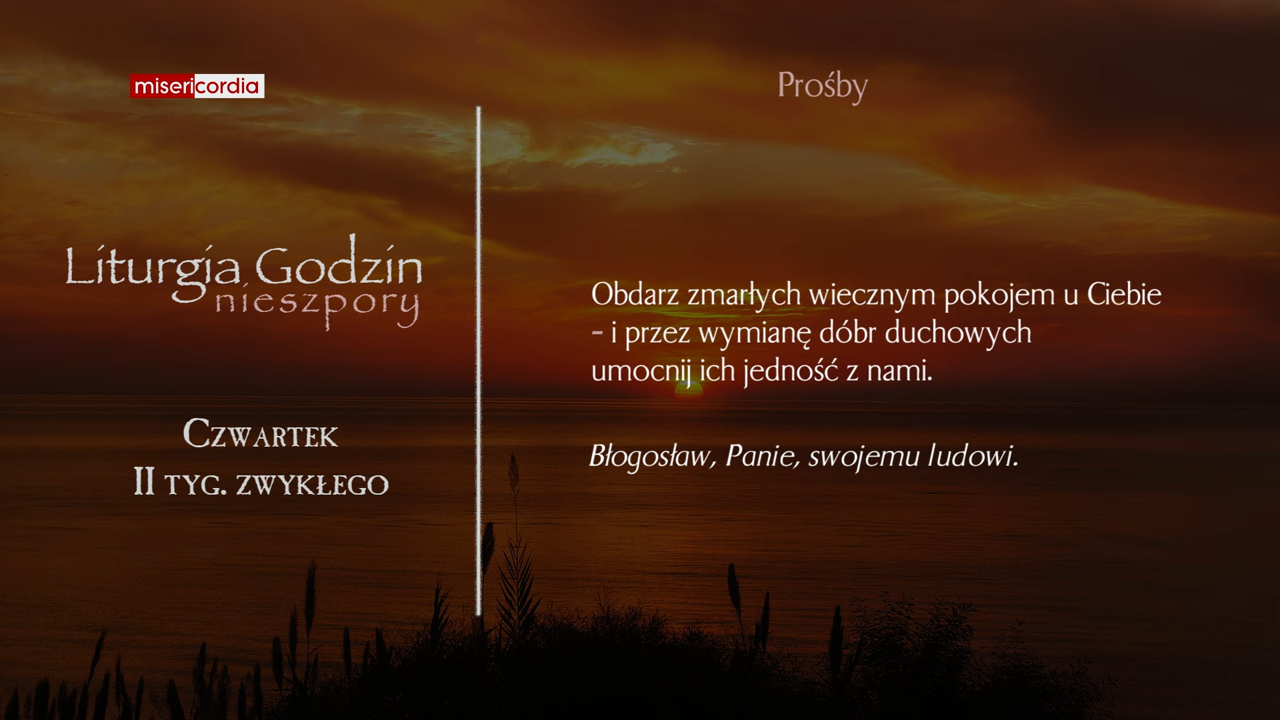 misericordia
Prośby
Liturgia Godzin
nieszpory
Czwartek
II tyg. zwykłego
Obdarz zmarłych wiecznym pokojem u Ciebie
- i przez wymianę dóbr duchowych
umocnij ich jedność z nami.
Błogosław, Panie, swojemu ludowi.